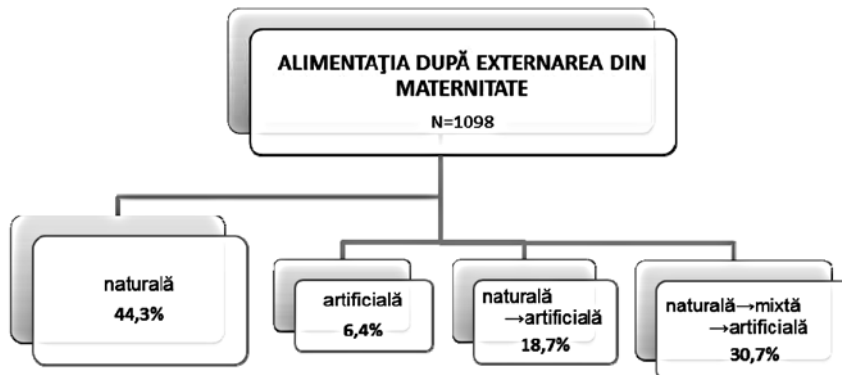 ALIMENTAŢIA DUPĂ EXTERNAREA DIN
MATERNITATE
N=1098
naturală
44,3%
artificială
6,4%
naturală
→artificială
18,7%
naturală→mixtă
→artificială
30,7%